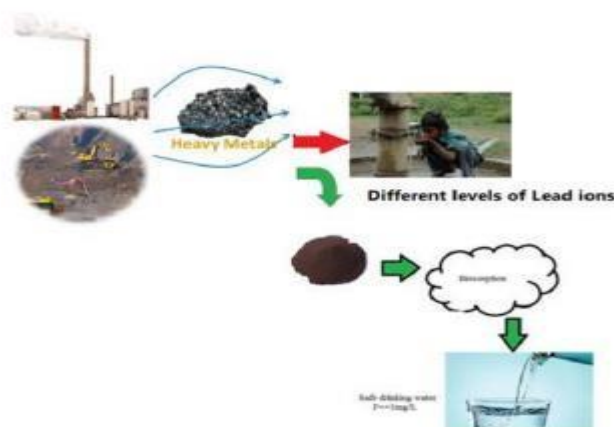 Heavy Metals
Different levels of Lead ions
Biosorption
Safe drinking water